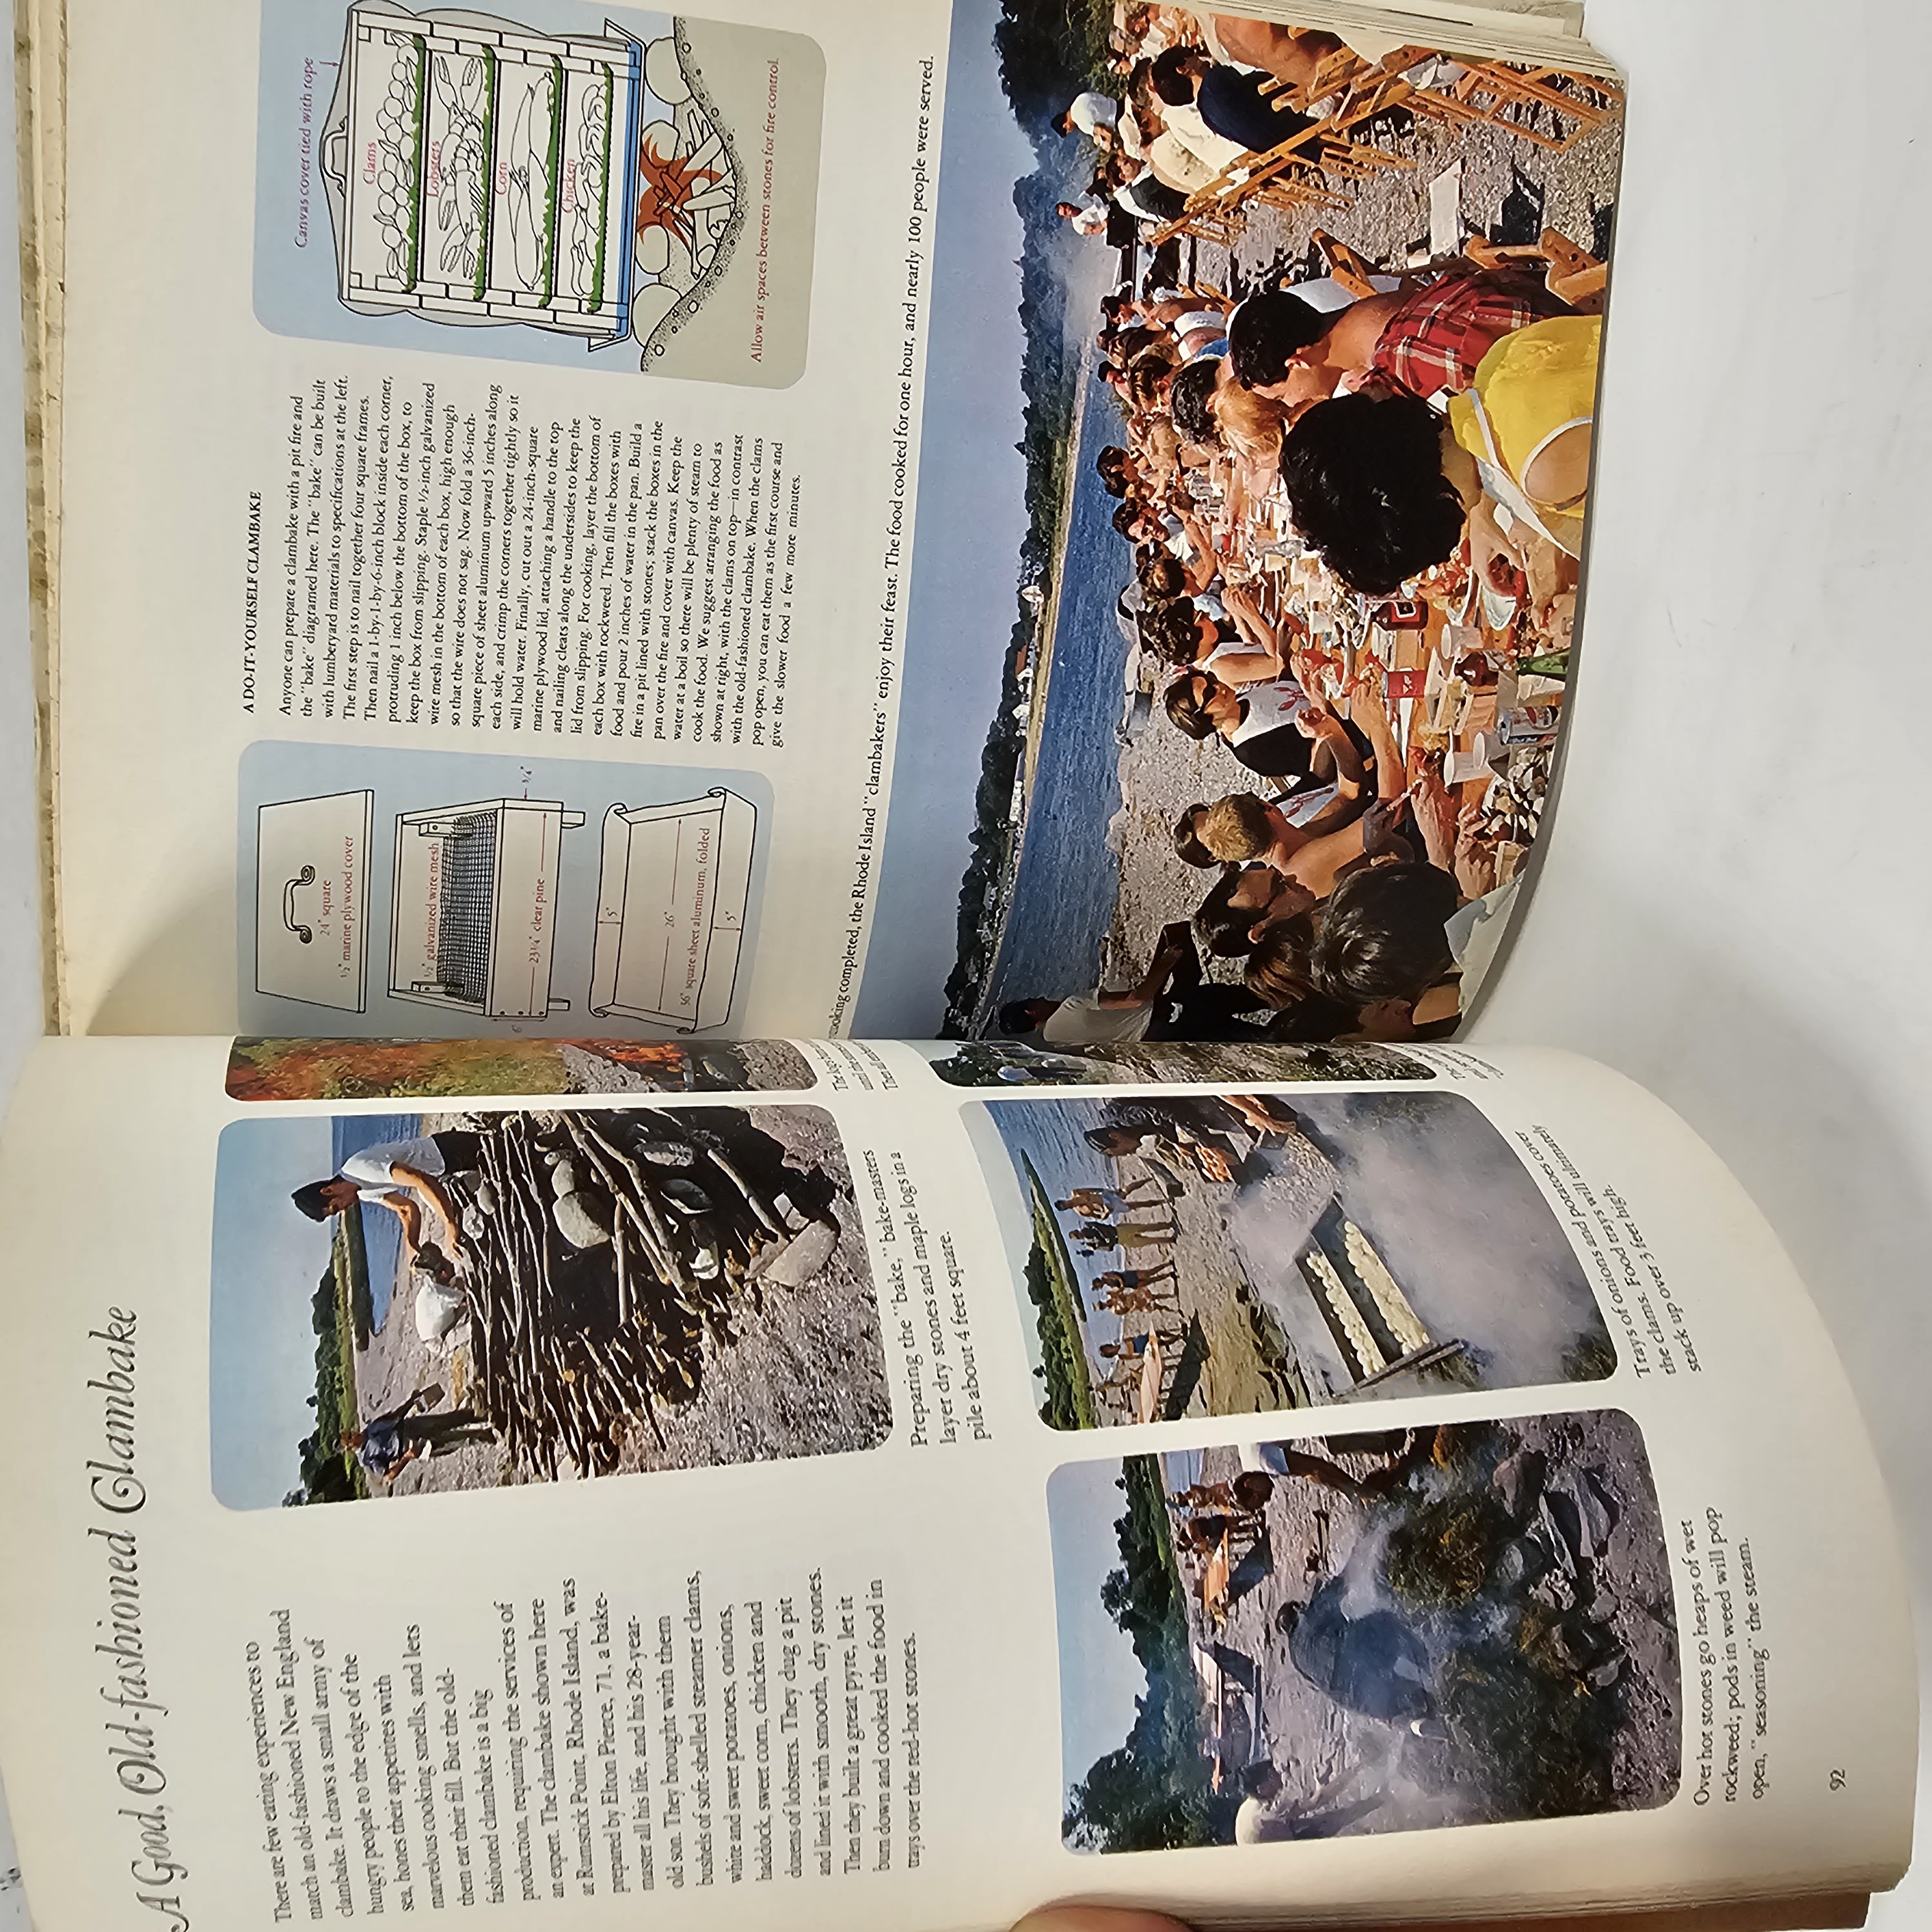 A Good, Old-fashioned Clambake
There are few eating experiences to
match an old-fashioned New England
clambake. It draws a small army of
hungry people to the edge of the
sea, hones their appetites with
marvelous cooking smells, and lets
them eat their fill. But the old-
fashioned clambake is a big
production, requiring the services of
an expert. The clambake shown here
at Rumstick Point, Rhode Island, was
prepared by Elton Pierce, 71, a bake-
master all his life, and his 28-year-
old son. They brought with them
bushels of soft-shelled steamer clams,
white and sweet potatoes, onions,
haddock, sweet corn, chicken and
dozens of lobsters. They dug a pit
and lined it with smooth, dry stones.
Then they built a great pyre, let it
burn down and cooked the food in
trays over the red-hot stones.
Preparing the "bake," bake-masters
layer dry stones and maple logs in a
pile about 4 feet square.
The logs
until the
Then all
Over hot stones go heaps of wet
rockweed; pods in weed will pop
open, "seasoning" the steam.
Trays of onions and potatoes cover
the clams. Food trays will ultimately
stack up over 3 feet high.
92
24" square
½" marine plywood cover
½" galvanized wire mesh
6"
23¼" clear pine
¾"
5"
26"
36" square sheet aluminum, folded
5"
A DO-IT-YOURSELF CLAMBAKE
Anyone can prepare a clambake with a pit fire and
the "bake" diagramed here. The "bake" can be built
with lumberyard materials to specifications at the left.
The first step is to nail together four square frames.
Then nail a 1-by-1-by-6-inch block inside each corner,
protruding 1 inch below the bottom of the box, to
keep the box from slipping. Staple ½-inch galvanized
wire mesh in the bottom of each box, high enough
so that the wire does not sag. Now fold a 36-inch-
square piece of sheet aluminum upward 5 inches along
each side, and crimp the corners together tightly so it
will hold water. Finally, cut out a 24-inch-square
marine plywood lid, attaching a handle to the top
and nailing cleats along the undersides to keep the
lid from slipping. For cooking, layer the bottom of
each box with rockweed. Then fill the boxes with
food and pour 2 inches of water in the pan. Build a
fire in a pit lined with stones; stack the boxes in the
pan over the fire and cover with canvas. Keep the
water at a boil so there will be plenty of steam to
cook the food. We suggest arranging the food as
shown at right, with the clams on top—in contrast
with the old-fashioned clambake. When the clams
pop open, you can eat them as the first course and
give the slower food a few more minutes.
Canvas cover tied with rope
Clams
Lobsters
Corn
Chicken
Allow air spaces between stones for fire control.
cooking completed, the Rhode Island "clambakers" enjoy their feast. The food cooked for one hour, and nearly 100 people were served.